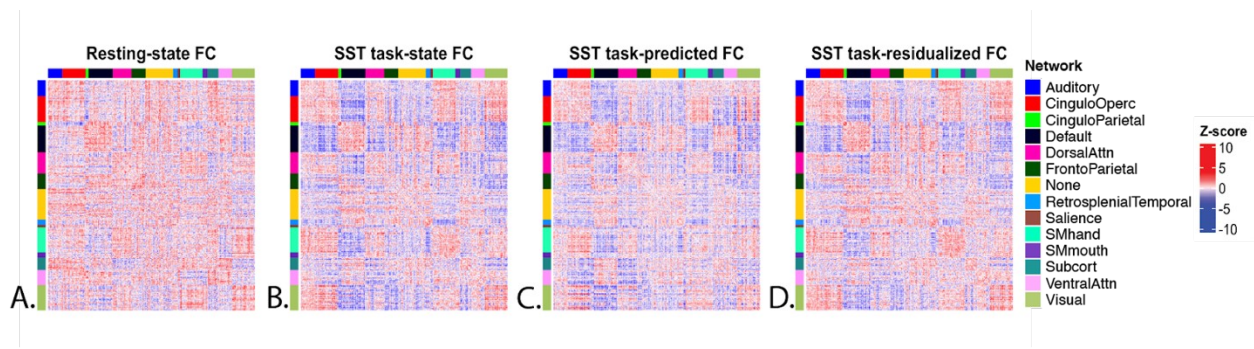 Resting-state FC
SST task-state FC
SST task-predicted FC
SST task-residualized FC
A.
B.
C.
D.
Network
Auditory
CinguloOperc
CinguloParietal
Default
DorsalAttn
FrontoParietal
None
RetrosplenialTemporal
Salience
SMhand
SMmouth
Subcort
VentralAttn
Visual
Z-score
10
5
0
-5
-10